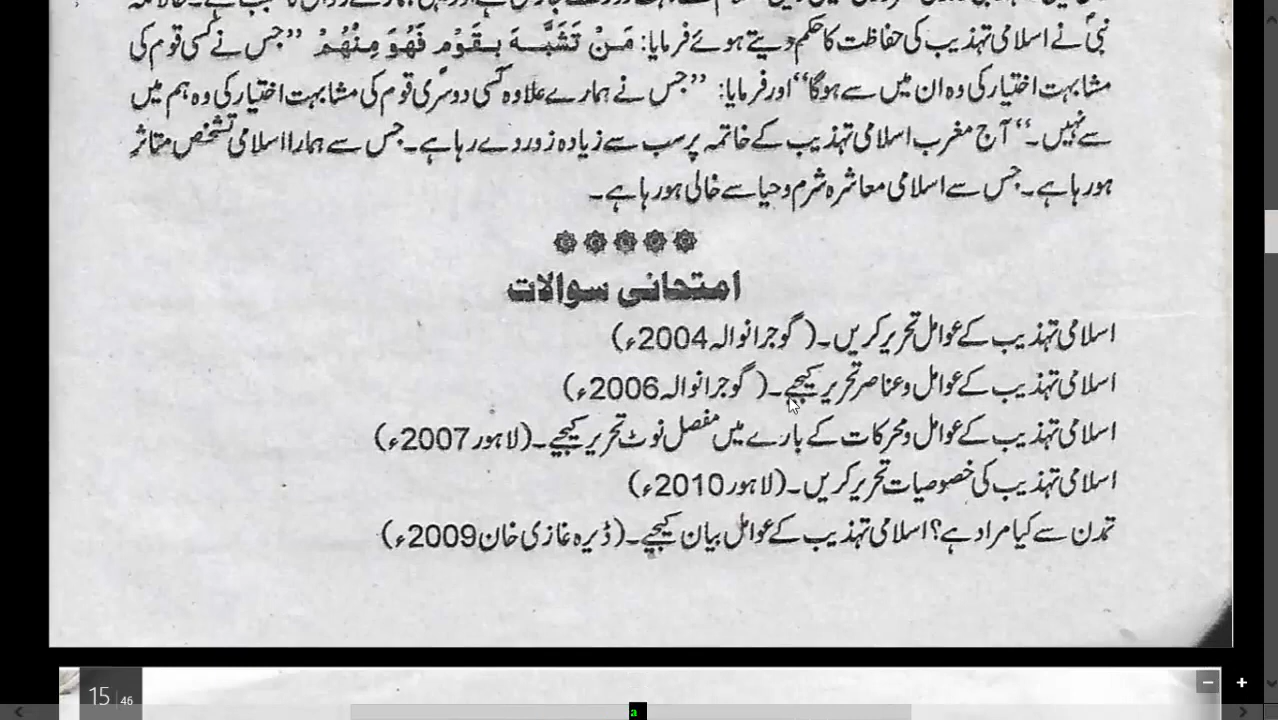 نبیؐ نے اسلامی تہذیب کی حفاظت کا حکم دیتے ہوئے فرمایا: مَنْ تَشَبَّہَ بِقَوْمٍ فَھُوَ مِنْھُمْ ’’جس نے کسی قوم کی
مشابہت اختیار کی وہ ان میں سے ہوگا‘‘ اور فرمایا: ’’جس نے ہمارے علاوہ کسی دوسری قوم کی مشابہت اختیار کی وہ ہم میں
سے نہیں۔‘‘ آج مغرب اسلامی تہذیب کے خاتمہ پر سب سے زیادہ زور دے رہا ہے۔ جس سے ہمارا اسلامی تشخص متاثر
ہو رہا ہے۔ جس سے اسلامی معاشرہ شرم و حیا سے خالی ہو رہا ہے۔
امتحانی سوالات
اسلامی تہذیب کے عوامل تحریر کریں۔ (گوجرانوالہ 2004ء)
اسلامی تہذیب کے عوامل و عناصر تحریر کیجیے۔ (گوجرانوالہ 2006ء)
اسلامی تہذیب کے عوامل و محرکات کے بارے میں مفصل نوٹ تحریر کیجیے۔ (لاہور 2007ء)
اسلامی تہذیب کی خصوصیات تحریر کریں۔ (لاہور 2010ء)
تمدن سے کیا مراد ہے؟ اسلامی تہذیب کے عوامل بیان کیجیے۔ (ڈیرہ غازی خان 2009ء)
15 | 46
a